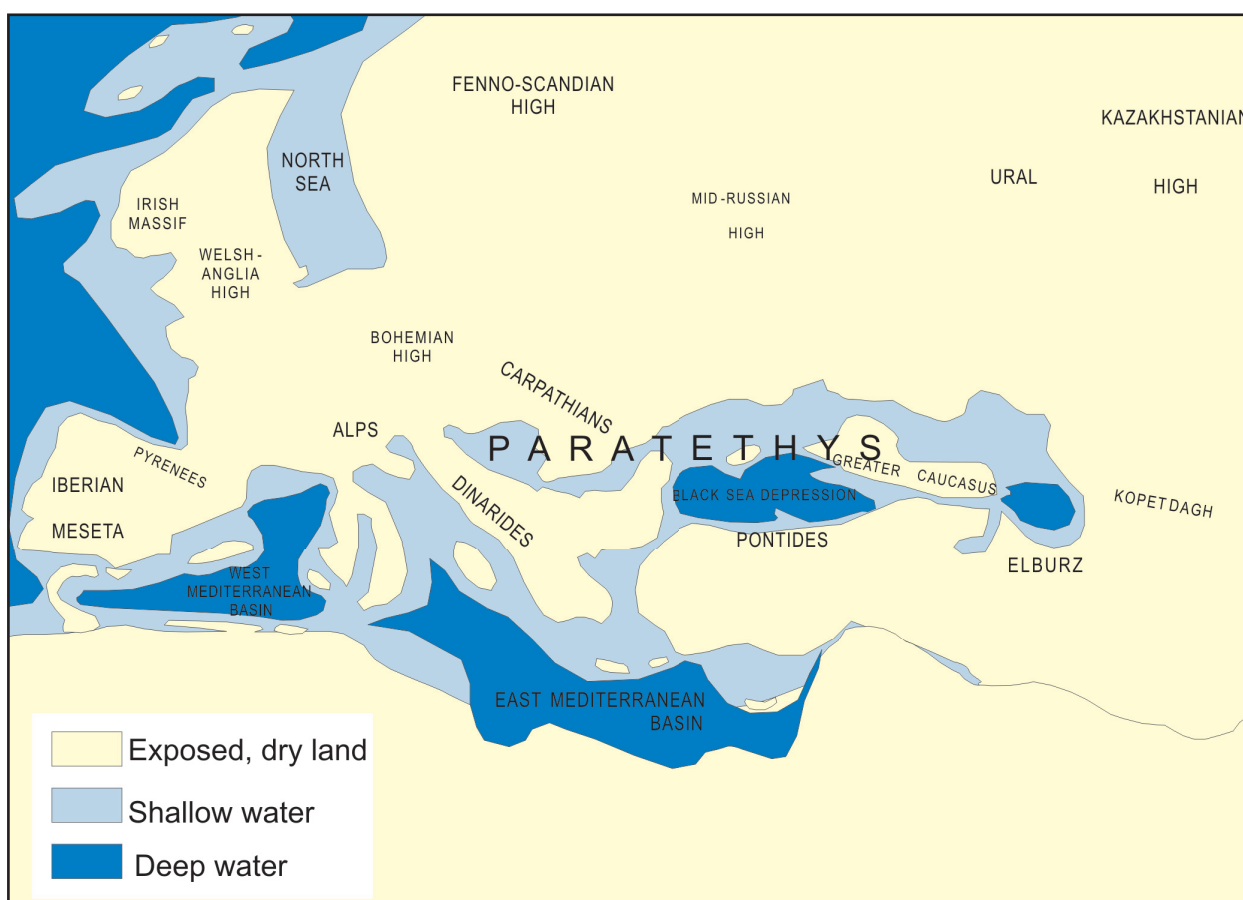 FENNO-SCANDIAN
HIGH
KAZAKHSTANIAN
HIGH
URAL
NORTH
SEA
MID-RUSSIAN
HIGH
IRISH
MASSIF
WELSH-
ANGLIA
HIGH
BOHEMIAN
HIGH
CARPATHIANS
ALPS
PARATETHYS
PYRENEES
GREATER CAUCASUS
IBERIAN
MESETA
DINARIDES
BLACK SEA DEPRESSION
KOPET DAGH
PONTIDES
ELBURZ
WEST
MEDITERRANEAN
BASIN
EAST MEDITERRANEAN
BASIN
Exposed, dry land
Shallow water
Deep water